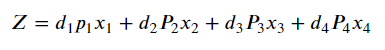 Z = d₁p₁x₁ + d₂P₂x₂ + d₃P₃x₃ + d₄P₄x₄